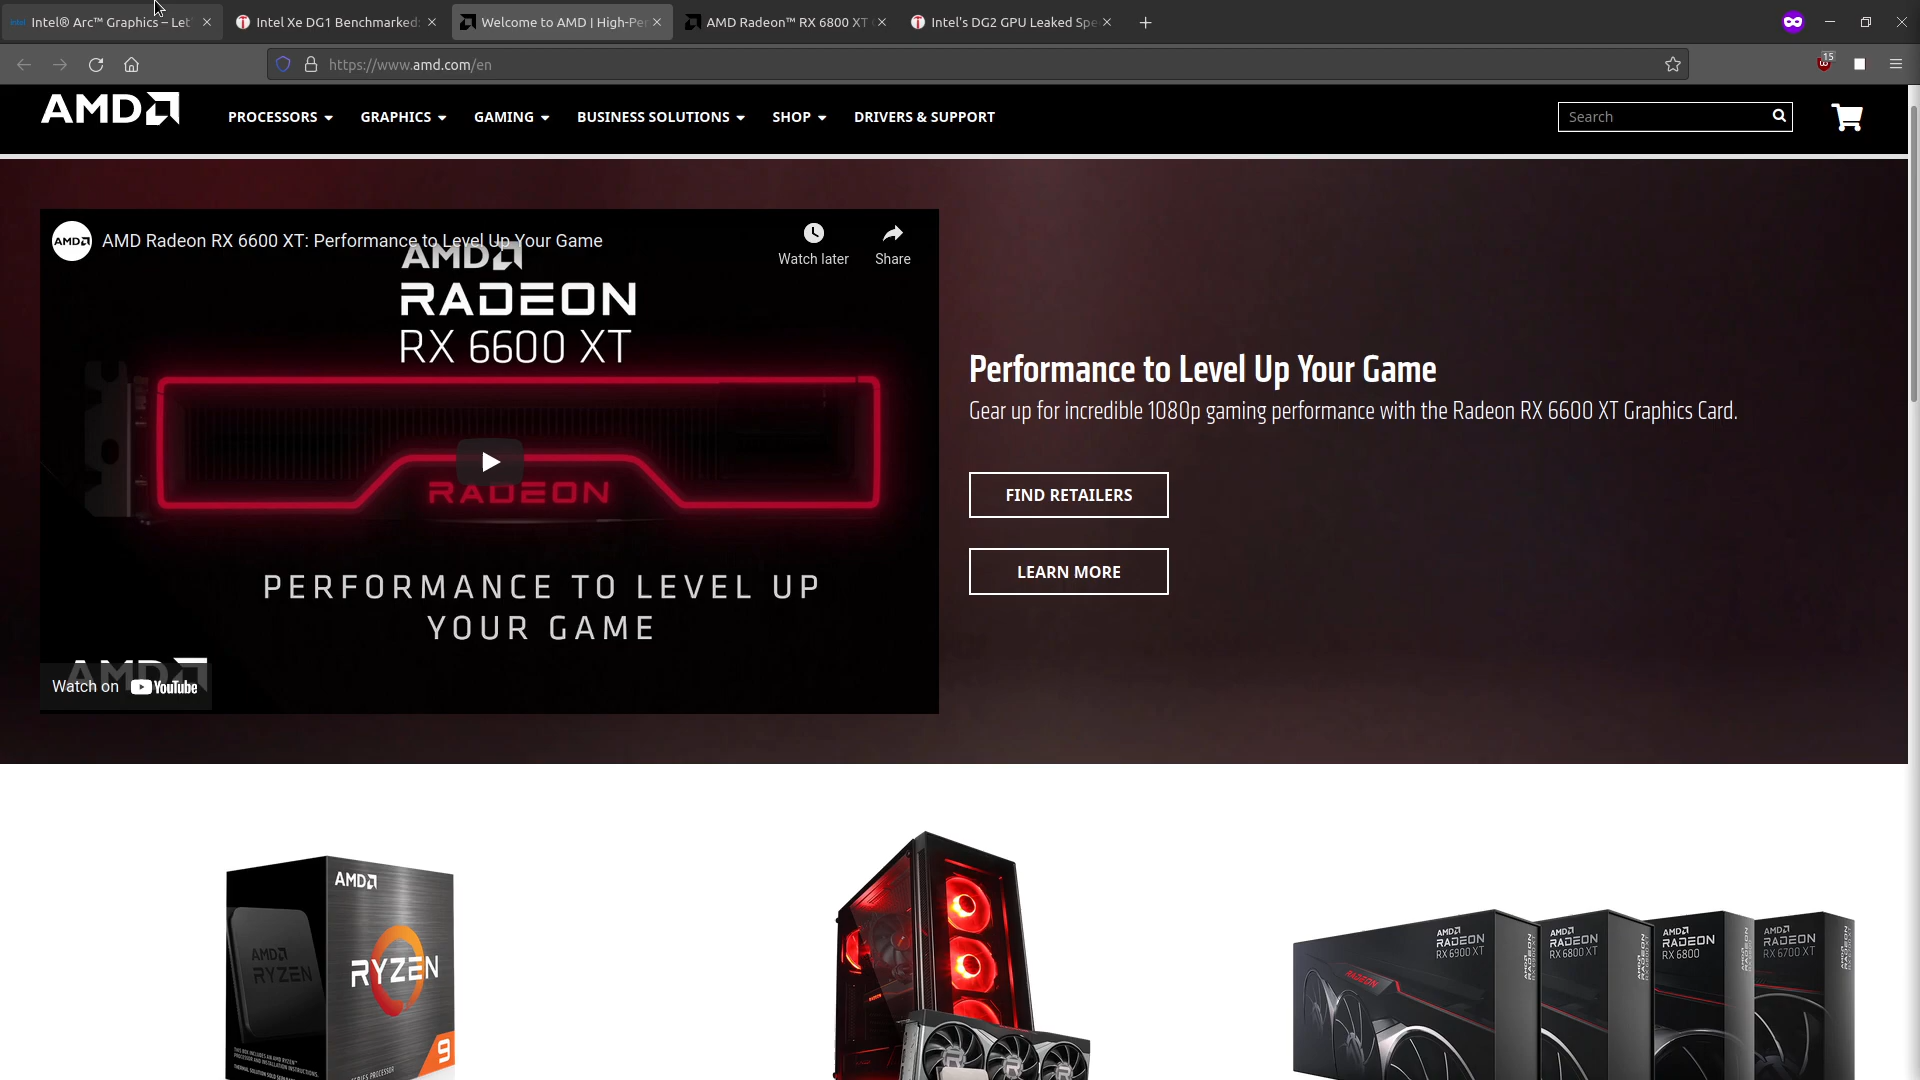 Intel® Arc™ Graphics – Let'
Intel Xe DG1 Benchmarked:
Welcome to AMD | High-Per
AMD Radeon™ RX 6800 XT
Intel's DG2 GPU Leaked Spe
https://www.amd.com/en
15
AMD
PROCESSORS
GRAPHICS
GAMING
BUSINESS SOLUTIONS
SHOP
DRIVERS & SUPPORT
Search
AMD
AMD Radeon RX 6600 XT: Performance to Level Up Your Game
Watch later
Share
AMD
RADEON
RX 6600 XT
RADEON
PERFORMANCE TO LEVEL UP
YOUR GAME
AMD
Watch on YouTube
Performance to Level Up Your Game
Gear up for incredible 1080p gaming performance with the Radeon RX 6600 XT Graphics Card.
FIND RETAILERS
LEARN MORE
AMD
AMD
RYZEN
RYZEN
9
AMD
RADEON
RX 6900 XT
RADEON
AMD
RADEON
RX 6800 XT
AMD
RADEON
RX 6800
AMD
RADEON
RX 6700 XT